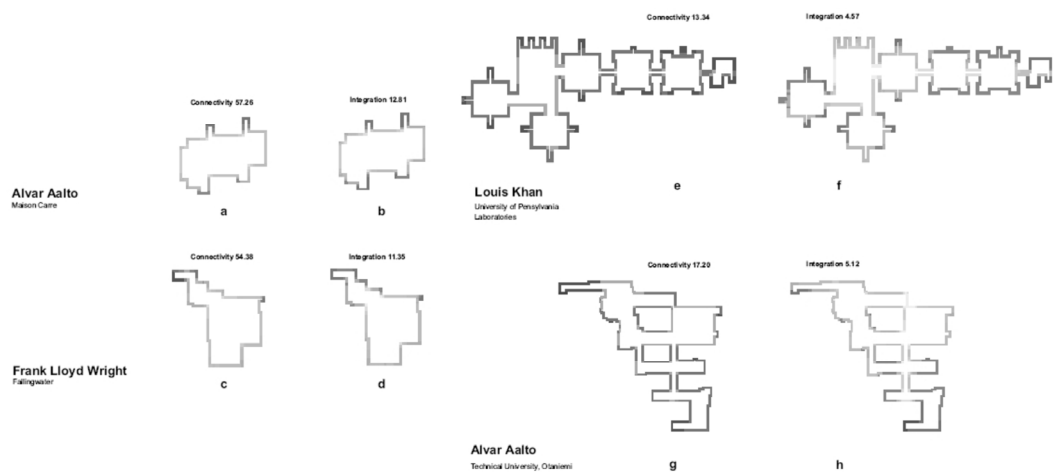 Connectivity 13.34
Integration 4.57
Connectivity 57.26
Integration 12.81
Alvar Aalto
Maison Carre
a
b
Louis Khan
University of Pensylvania
Laboratories
e
f
Connectivity 54.38
Integration 11.35
Connectivity 17.20
Integration 5.12
Frank Lloyd Wright
Fallingwater
c
d
Alvar Aalto
Technical University, Otaniemi
g
h